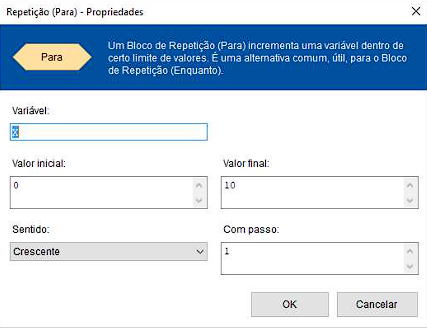 Repetição (Para) - Propriedades
Para
Um Bloco de Repetição (Para) incrementa uma variável dentro de
certo limite de valores. É uma alternativa comum, útil, para o Bloco
de Repetição (Enquanto).
Variável:
x
Valor inicial: Valor final:
0 10
Sentido: Com passo:
Crescente 1
OK Cancelar